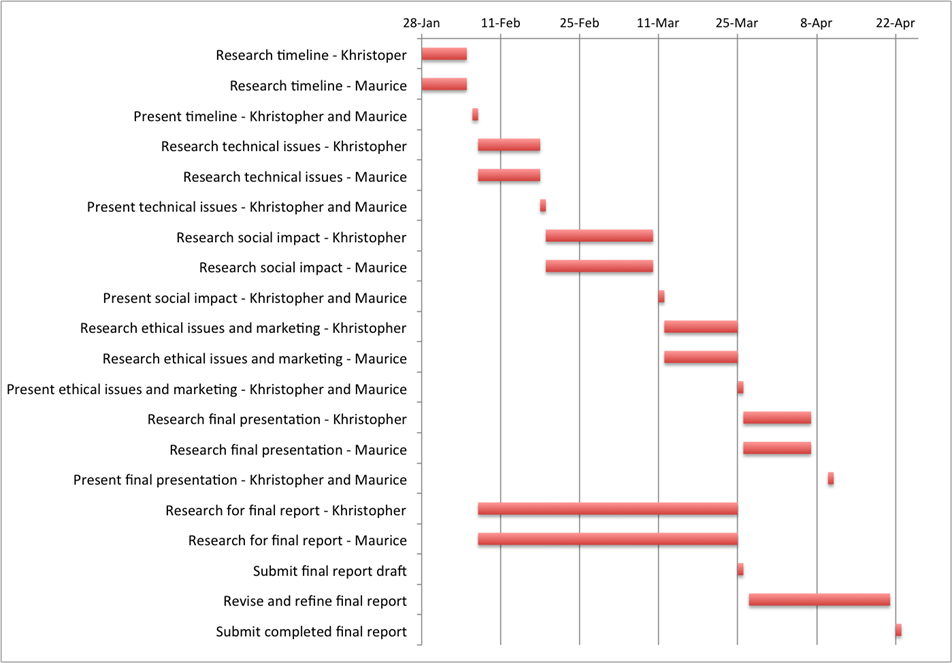 28-Jan 11-Feb 25-Feb 11-Mar 25-Mar 8-Apr 22-Apr
Research timeline - Khristoper
Research timeline - Maurice
Present timeline - Khristopher and Maurice
Research technical issues - Khristopher
Research technical issues - Maurice
Present technical issues - Khristopher and Maurice
Research social impact - Khristopher
Research social impact - Maurice
Present social impact - Khristopher and Maurice
Research ethical issues and marketing - Khristopher
Research ethical issues and marketing - Maurice
Present ethical issues and marketing - Khristopher and Maurice
Research final presentation - Khristopher
Research final presentation - Maurice
Present final presentation - Khristopher and Maurice
Research for final report - Khristopher
Research for final report - Maurice
Submit final report draft
Revise and refine final report
Submit completed final report